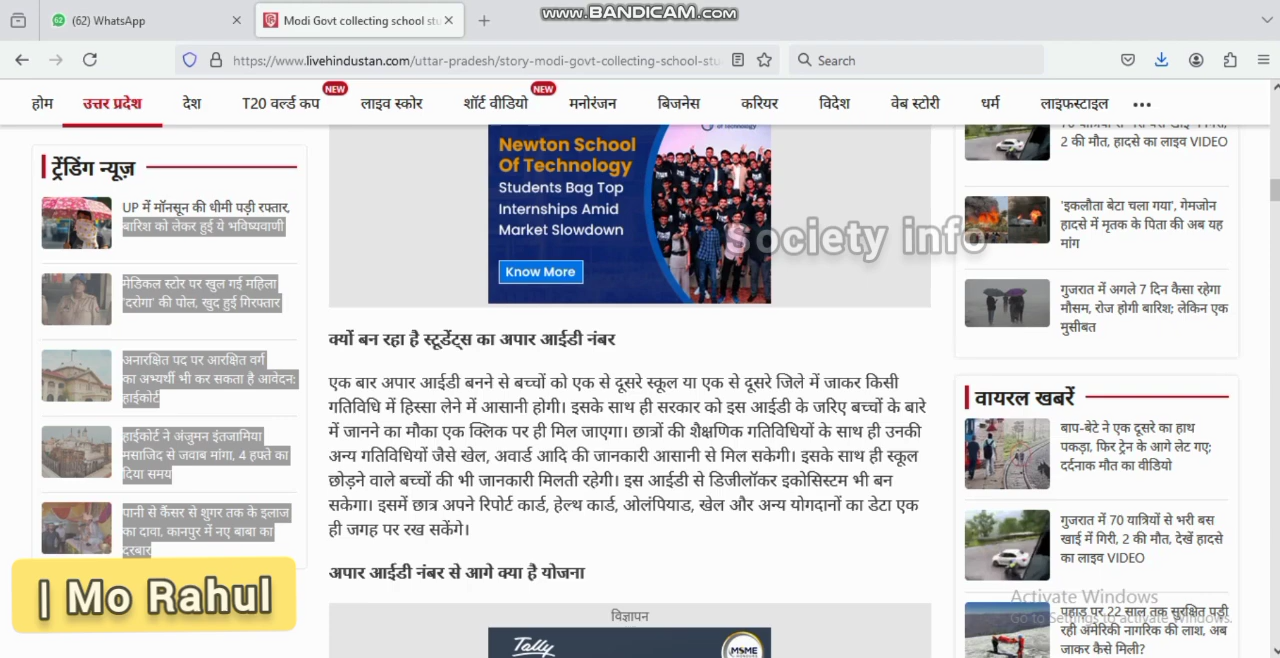 (62) WhatsApp
Modi Govt collecting school stu
www.BANDICAM.com
https://www.livehindustan.com/uttar-pradesh/story-modi-govt-collecting-school-stu
Search
होम
उत्तर प्रदेश
देश
T20 वर्ल्ड कप
NEW
लाइव स्कोर
शॉर्ट वीडियो
NEW
मनोरंजन
बिजनेस
करियर
विदेश
वेब स्टोरी
धर्म
लाइफस्टाइल
ट्रेंडिंग न्यूज़
UP में मॉनसून की धीमी पड़ी रफ्तार,
बारिश को लेकर हुई ये भविष्यवाणी
मेडिकल स्टोर पर खुल गई महिला
'दरोगा' की पोल, खुद हुई गिरफ्तार
अनारक्षित पद पर आरक्षित वर्ग
का अभ्यर्थी भी कर सकता है आवेदन:
हाईकोर्ट
हाईकोर्ट ने अंजुमन इंतजामिया
मसाजिद से जवाब मांगा, 4 हफ्ते का
दिया समय
पानी से कैंसर से शुगर तक के इलाज
का दावा, कानपुर में नए बाबा का
दरबार
| Mo Rahul
Newton School
Of Technology
Students Bag Top
Internships Amid
Market Slowdown
Know More
Society info
क्यों बन रहा है स्टूडेंट्स का अपार आईडी नंबर
एक बार अपार आईडी बनने से बच्चों को एक से दूसरे स्कूल या एक से दूसरे जिले में जाकर किसी
गतिविधि में हिस्सा लेने में आसानी होगी। इसके साथ ही सरकार को इस आईडी के जरिए बच्चों के बारे
में जानने का मौका एक क्लिक पर ही मिल जाएगा। छात्रों की शैक्षणिक गतिविधियों के साथ ही उनकी
अन्य गतिविधियों जैसे खेल, अवार्ड आदि की जानकारी आसानी से मिल सकेगी। इसके साथ ही स्कूल
छोड़ने वाले बच्चों की भी जानकारी मिलती रहेगी। इस आईडी से डिजीलॉकर इकोसिस्टम भी बन
सकेगा। इसमें छात्र अपने रिपोर्ट कार्ड, हेल्थ कार्ड, ओलंपियाड, खेल और अन्य योगदानों का डेटा एक
ही जगह पर रख सकेंगे।
अपार आईडी नंबर से आगे क्या है योजना
विज्ञापन
Tally
MSME
2 की मौत, हादसे का लाइव VIDEO
'इकलौता बेटा चला गया', गेमजोन
हादसे में मृतक के पिता की अब यह
मांग
गुजरात में अगले 7 दिन कैसा रहेगा
मौसम, रोज होगी बारिश; लेकिन एक
मुसीबत
वायरल खबरें
बाप-बेटे ने एक दूसरे का हाथ
पकड़ा, फिर ट्रेन के आगे लेट गए;
दर्दनाक मौत का वीडियो
गुजरात में 70 यात्रियों से भरी बस
खाई में गिरी, 2 की मौत, देखें हादसे
का लाइव VIDEO
Activate Windows
Go to Settings to activate Windows.
पहाड़ पर 22 साल तक सुरक्षित पड़ी
रही अमेरिकी नागरिक की लाश, अब
जाकर कैसे मिली?